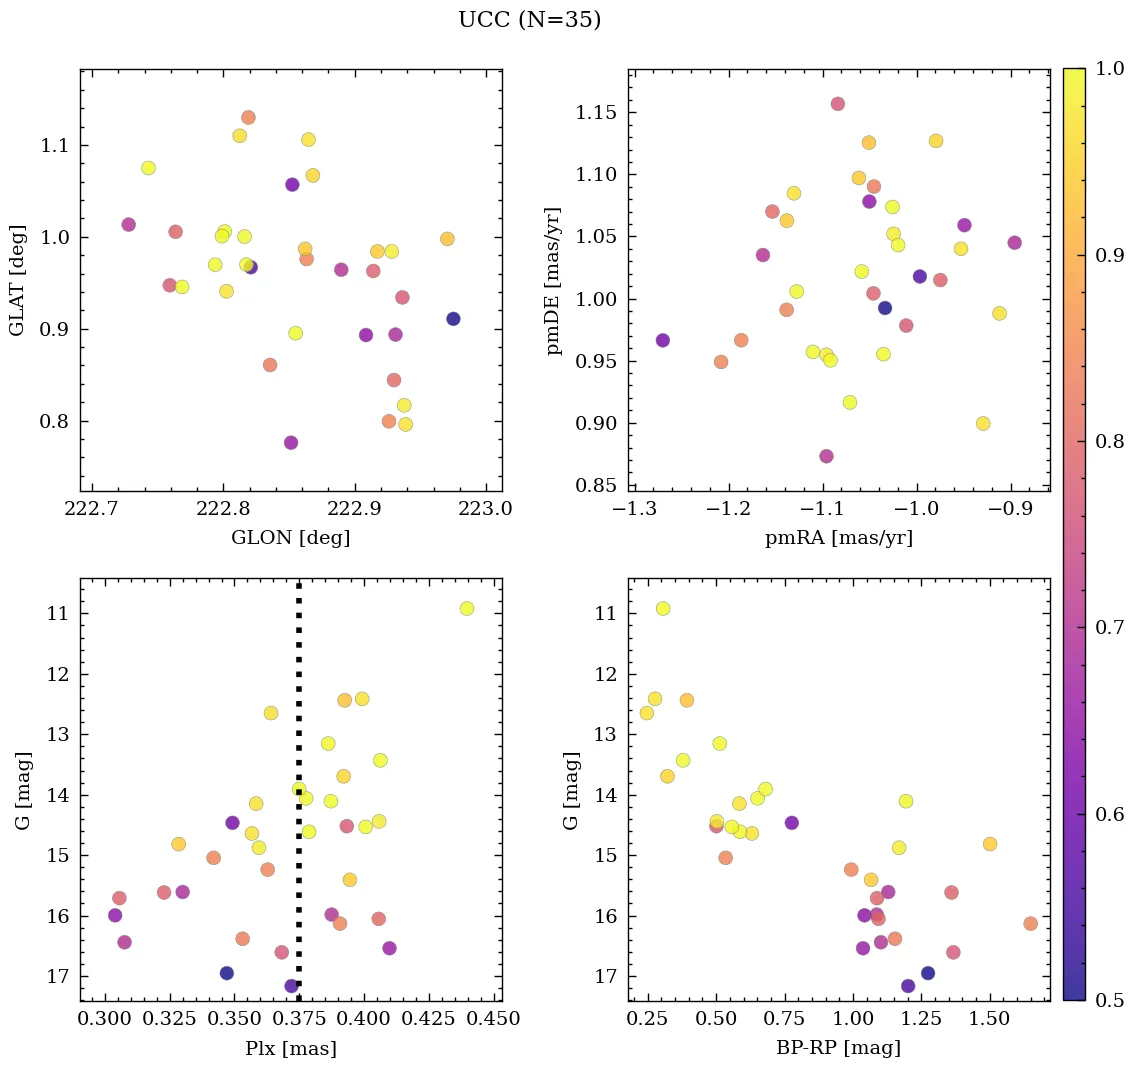 UCC (N=35)
1.1
1.0
0.9
0.8
GLAT [deg]
222.7 222.8 222.9 223.0
GLON [deg]
1.15
1.10
1.05
1.00
0.95
0.90
0.85
pmDE [mas/yr]
−1.3 −1.2 −1.1 −1.0 −0.9
pmRA [mas/yr]
11
12
13
14
15
16
17
G [mag]
0.300 0.325 0.350 0.375 0.400 0.425 0.450
Plx [mas]
11
12
13
14
15
16
17
G [mag]
0.25 0.50 0.75 1.00 1.25 1.50
BP-RP [mag]
1.0
0.9
0.8
0.7
0.6
0.5